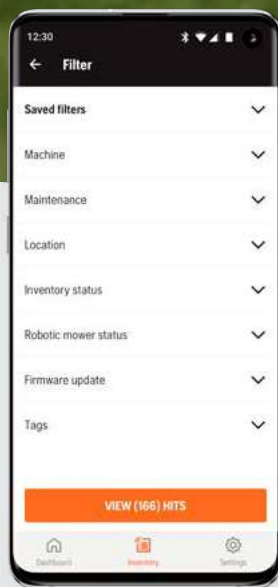 12:30
Filter
Saved filters
Machine
Maintenance
Location
Inventory status
Robotic mower status
Firmware update
Tags
VIEW (166) HITS
Dashboard Inventory Settings